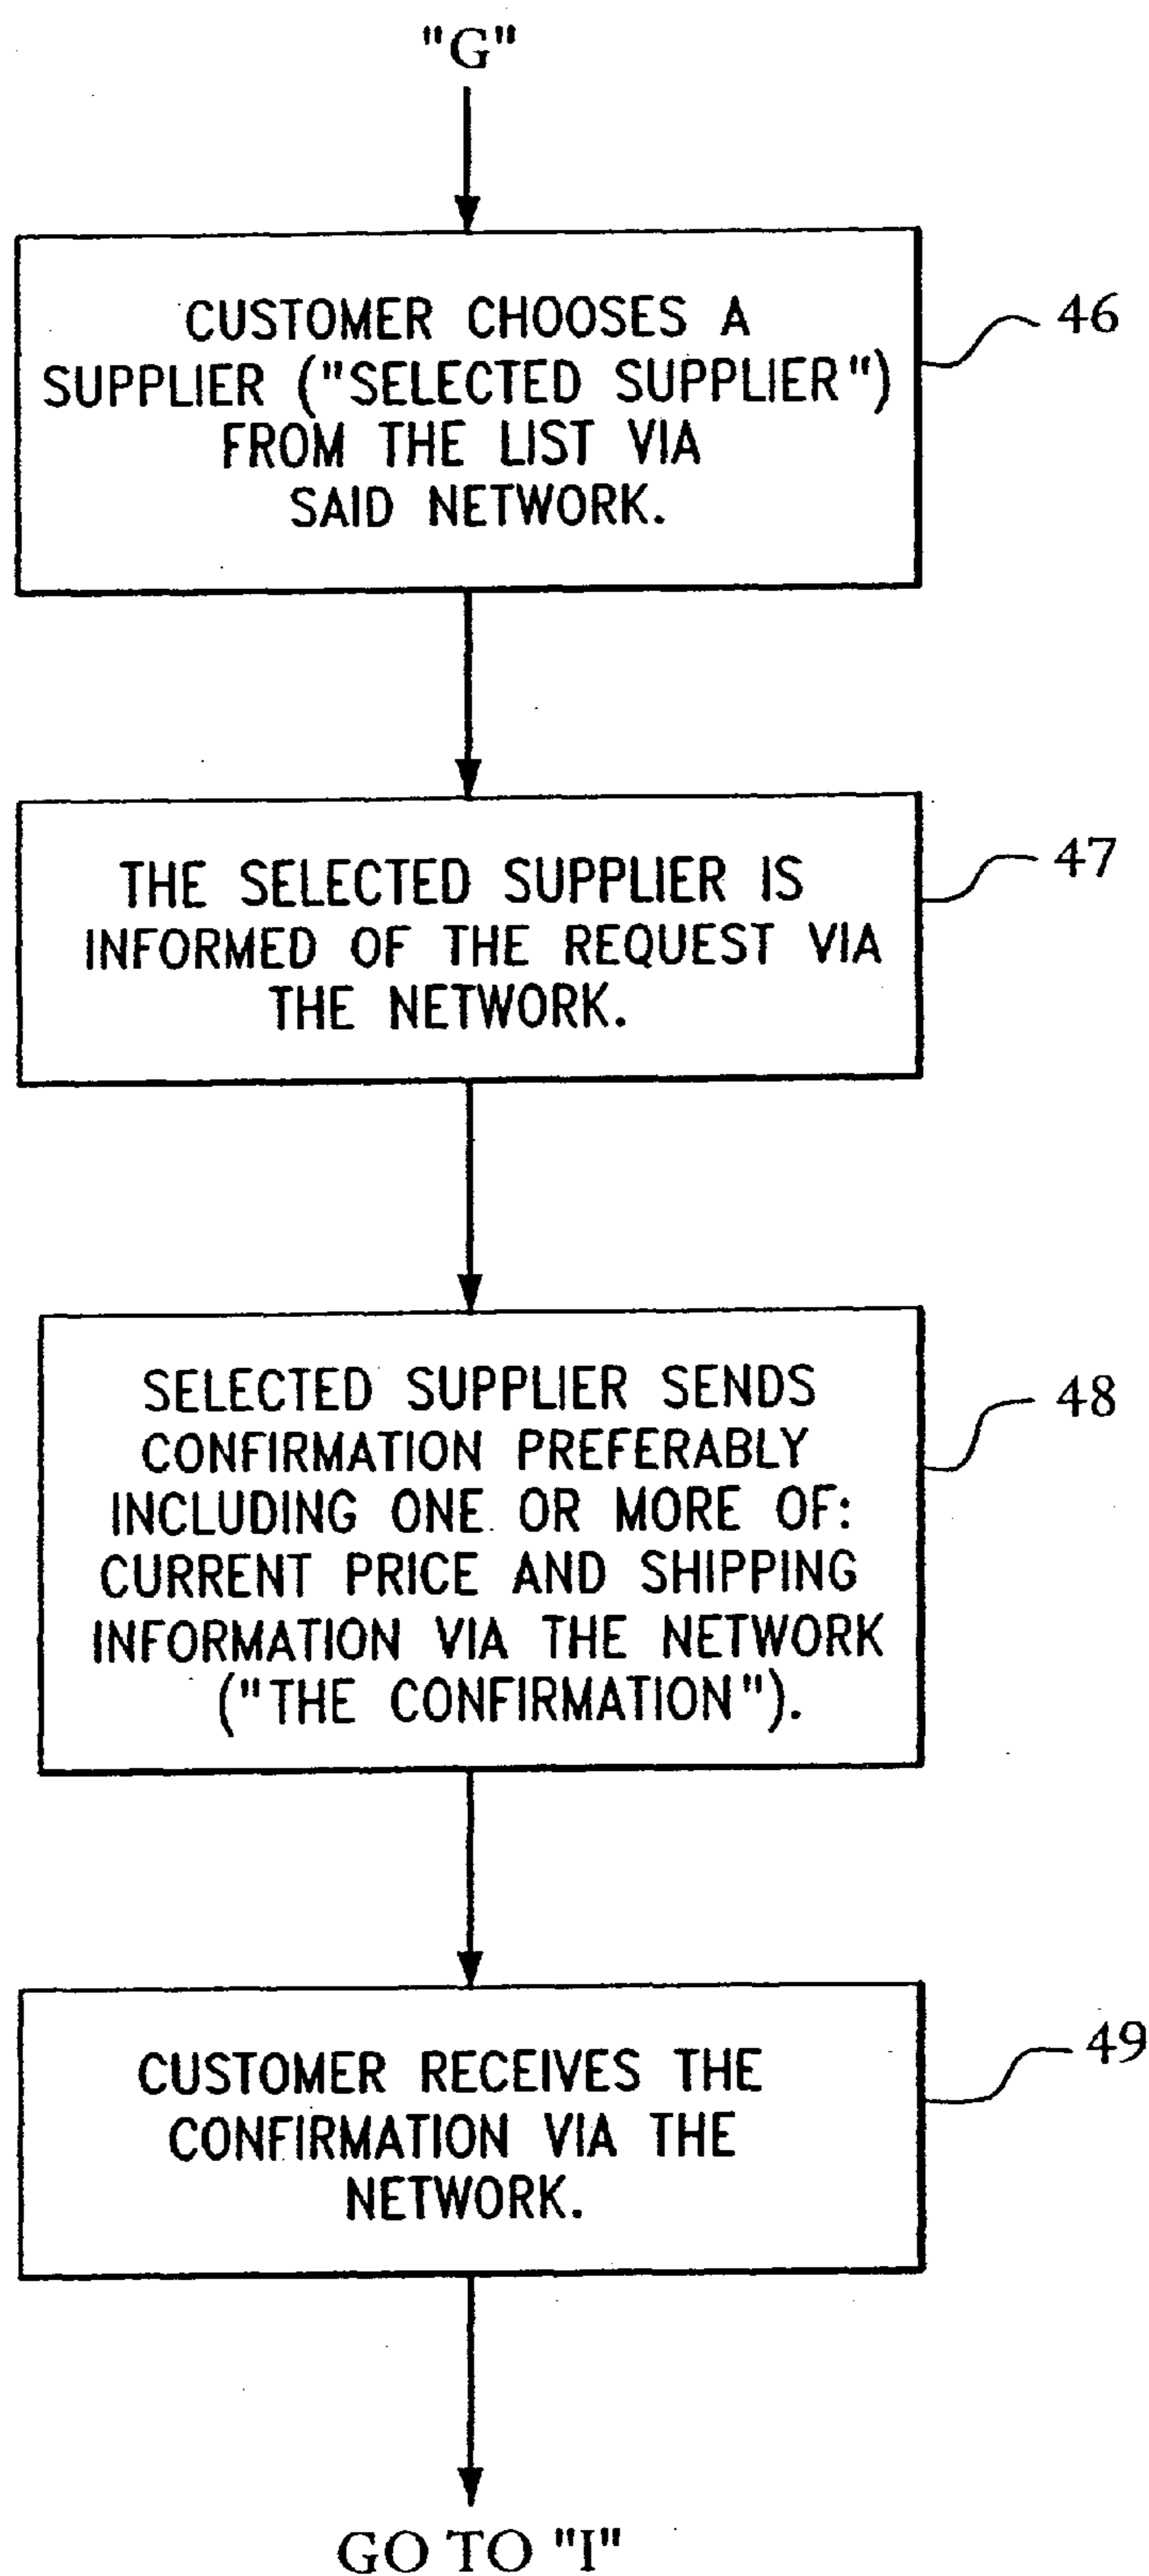 "G"
CUSTOMER CHOOSES A
SUPPLIER ("SELECTED SUPPLIER")
FROM THE LIST VIA
SAID NETWORK.
46
THE SELECTED SUPPLIER IS
INFORMED OF THE REQUEST VIA
THE NETWORK.
47
SELECTED SUPPLIER SENDS
CONFIRMATION PREFERABLY
INCLUDING ONE OR MORE OF:
CURRENT PRICE AND SHIPPING
INFORMATION VIA THE NETWORK
("THE CONFIRMATION").
48
CUSTOMER RECEIVES THE
CONFIRMATION VIA THE
NETWORK.
49
GO TO "I"